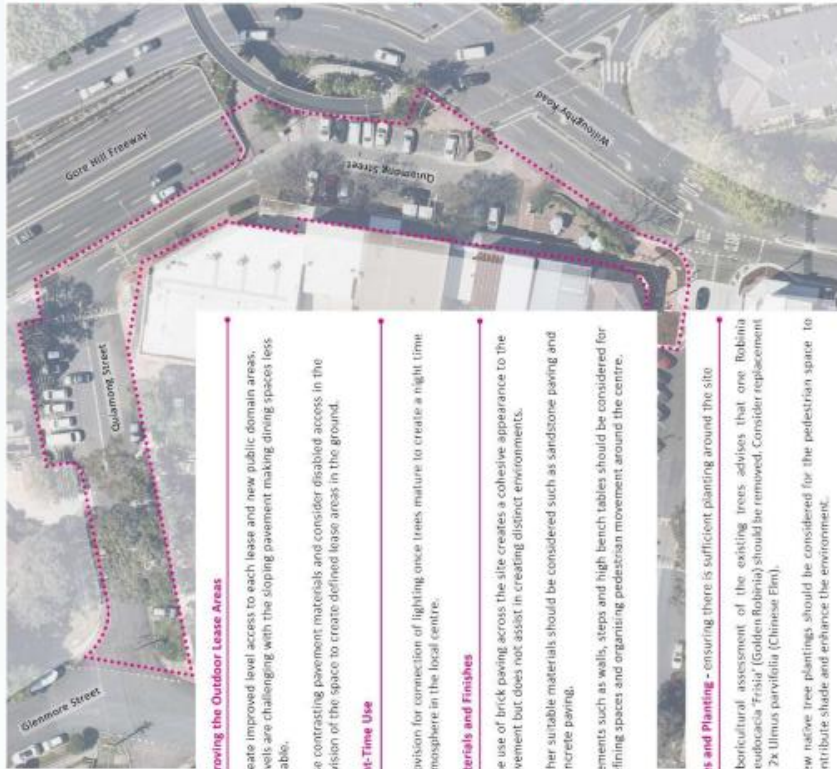 Gore Hill Freeway
Willoughby Road
Quiamong Street
Quiamong Street
Glenmore Street
proving the Outdoor Lease Areas
eate improved level access to each lease and new public domain areas,
vels are challenging with the sloping pavement making dining spaces less
able.
e contrasting pavement materials and consider disabled access in the
vision of the space to create defined lease areas in the ground.
ht-Time Use
ovision for connection of lighting once trees mature to create a night time
mosphere in the local centre.
terials and Finishes
e use of brick paving across the site creates a cohesive appearance to the
vement but does not assist in creating distinct environments.
her suitable materials should be considered such as sandstone paving and
ncrete paving.
ements such as walls, steps and high bench tables should be considered for
fining spaces and organising pedestrian movement around the centre.
s and Planting - ensuring there is sufficient planting around the site
boricultural assessment of the existing trees advises that one Robinia
eudocacia 'Frisia' (Golden Robinia) should be removed. Consider replacement
2x Ulmus parvifolia (Chinese Elm).
ew native tree plantings should be considered for the pedestrian space to
ntribute shade and enhance the environment.